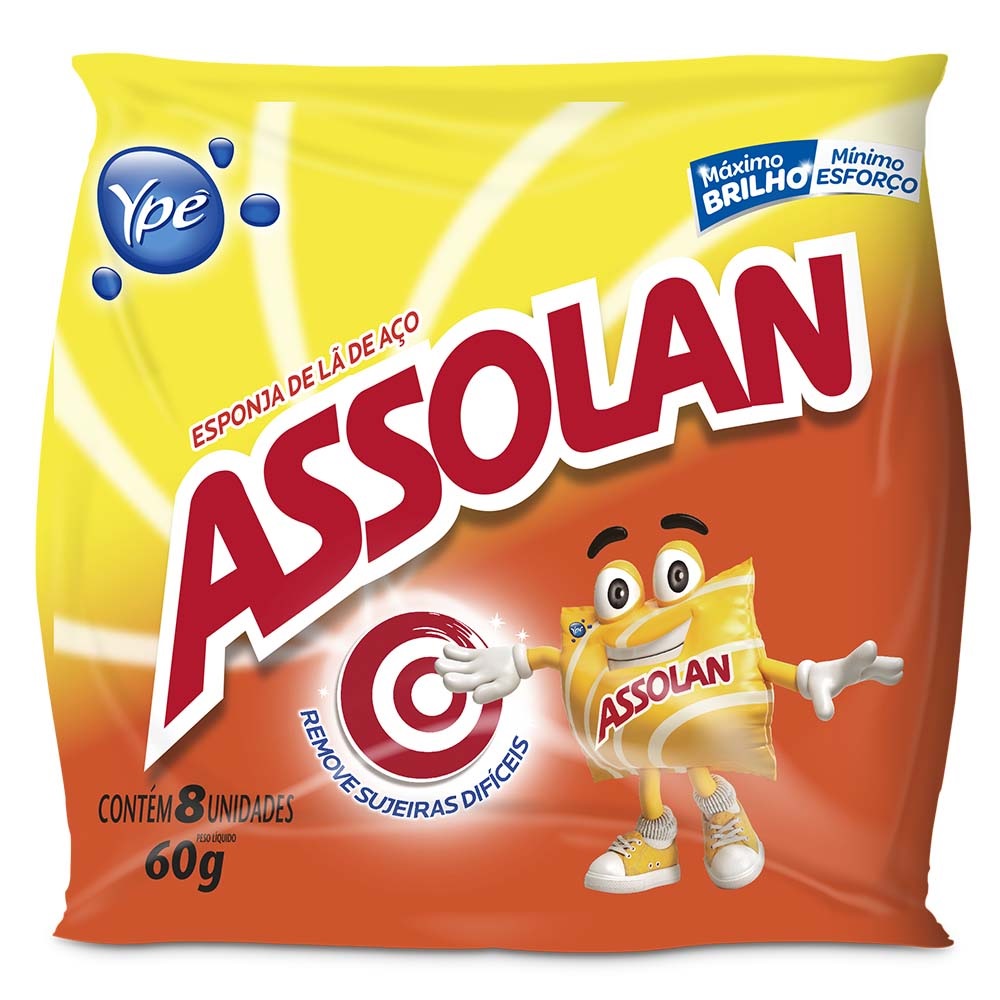 Ypê
Máximo
BRILHO
Mínimo
ESFORÇO
ESPONJA DE LÃ DE AÇO
ASSOLAN
Ypê
ASSOLAN
REMOVE SUJEIRAS DIFÍCEIS
CONTÉM 8 UNIDADES
PESO LÍQUIDO
60g